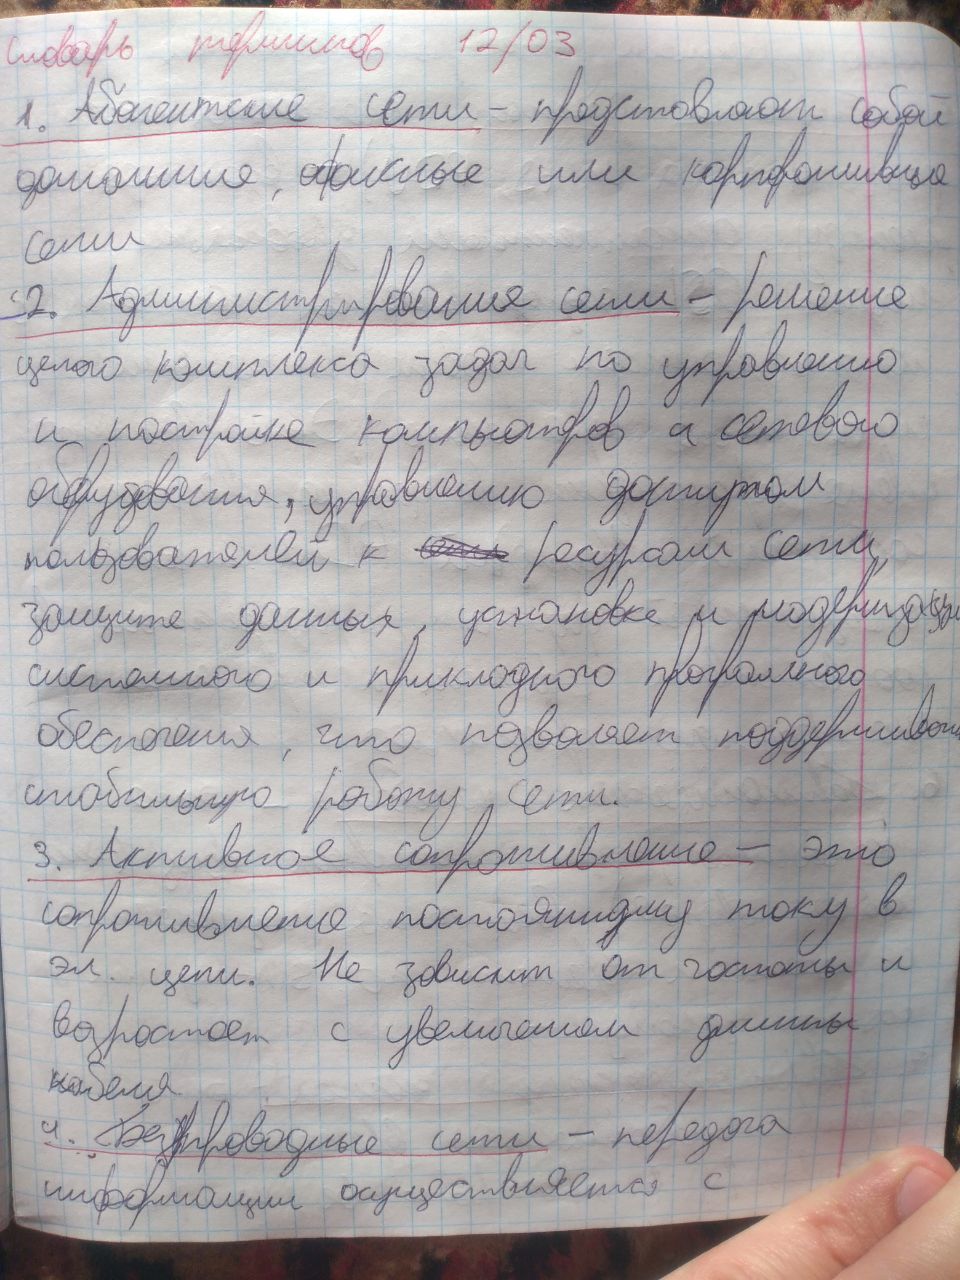 Словарь терминов 12/03
1. Абонентские сети – представляют собой
домашние, офисные или корпоративные
сети
2. Администрирование сети – решение
целого комплекса задач по управлению
и настройке компьютеров и сетевого
оборудования, управлению доступом
пользователей к ресурсам сети,
защите данных, установке и модернизации
системного и прикладного программного
обеспечения, что позволяет поддерживать
стабильную работу сети.
3. Активное сопротивление – это
сопротивление постоянному току в
эл. цепи. Не зависит от частоты и
возрастает с увеличением длинны
кабеля
4. Безпроводные сети – передача
информации осуществляется с